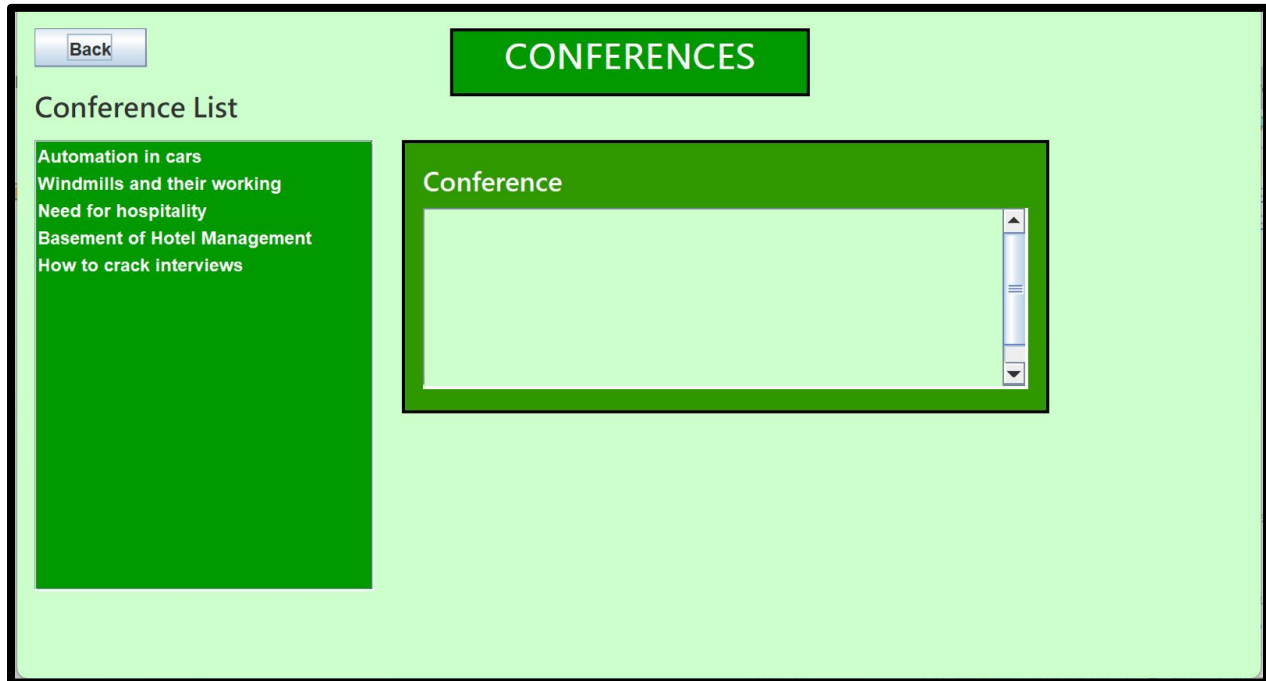 Back
CONFERENCES
Conference List
Automation in cars
Windmills and their working
Need for hospitality
Basement of Hotel Management
How to crack interviews
Conference